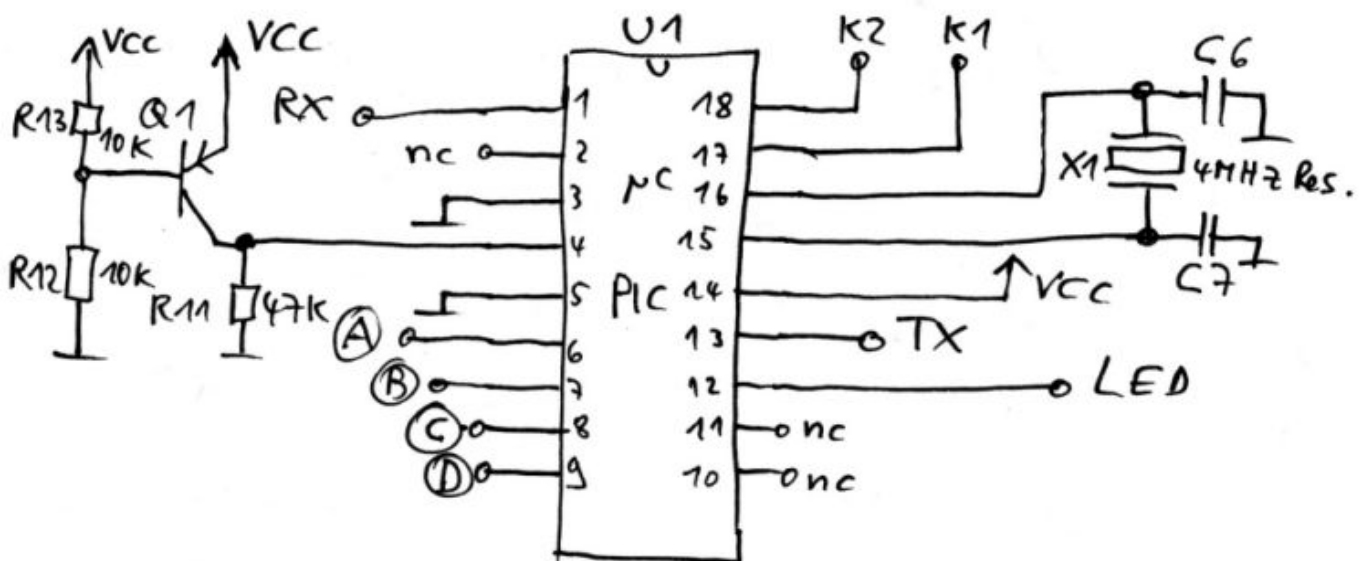 U1
VCC
VCC
K2
K1
C6
R13
10K
Q1
RX
1
18
nc
2
17
µC
X1
4MHz Res.
3
16
4
15
R12
10K
R11
47K
5
PIC
14
VCC
C7
A
6
13
TX
B
7
12
LED
C
8
11
nc
D
9
10
nc